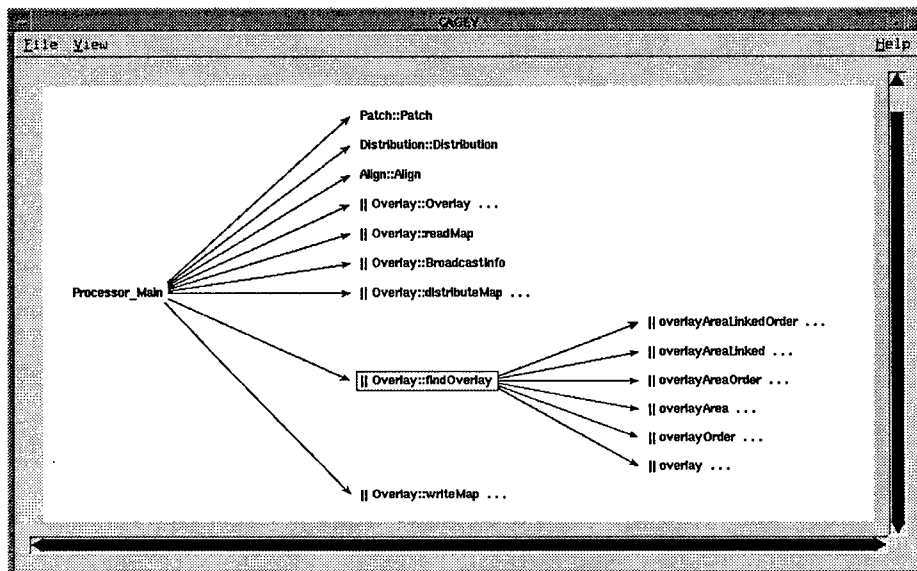 CAGEY
File View Help
Patch::Patch
Distribution::Distribution
Align::Align
|| Overlay::Overlay ...
|| Overlay::readMap
|| Overlay::BroadcastInfo
Processor_Main
|| Overlay::distributeMap ...
|| overlayAreaLinkedOrder ...
|| overlayAreaLinked ...
|| Overlay::findOverlay
|| overlayAreaOrder ...
|| overlayArea ...
|| overlayOrder ...
|| overlay ...
|| Overlay::writeMap ...